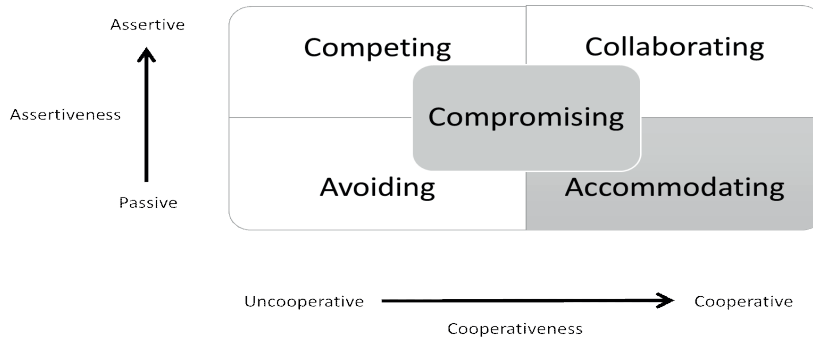 Assertive
Competing
Collaborating
Assertiveness
Compromising
Avoiding
Accommodating
Passive
Uncooperative
Cooperative
Cooperativeness